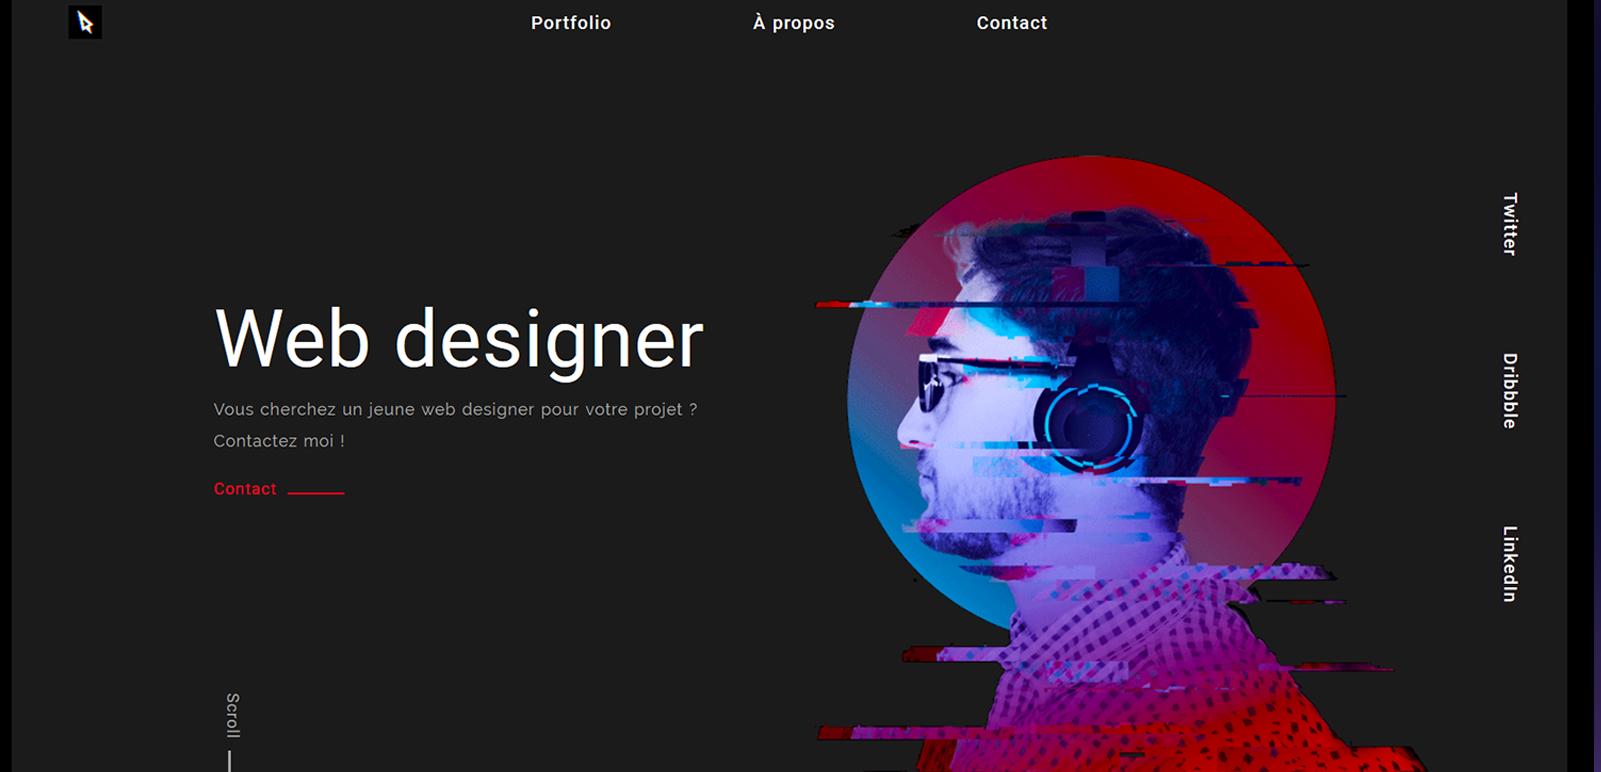 Portfolio
À propos
Contact
Web designer
Vous cherchez un jeune web designer pour votre projet ?
Contactez moi !
Contact
Twitter
Dribbble
LinkedIn
Scroll